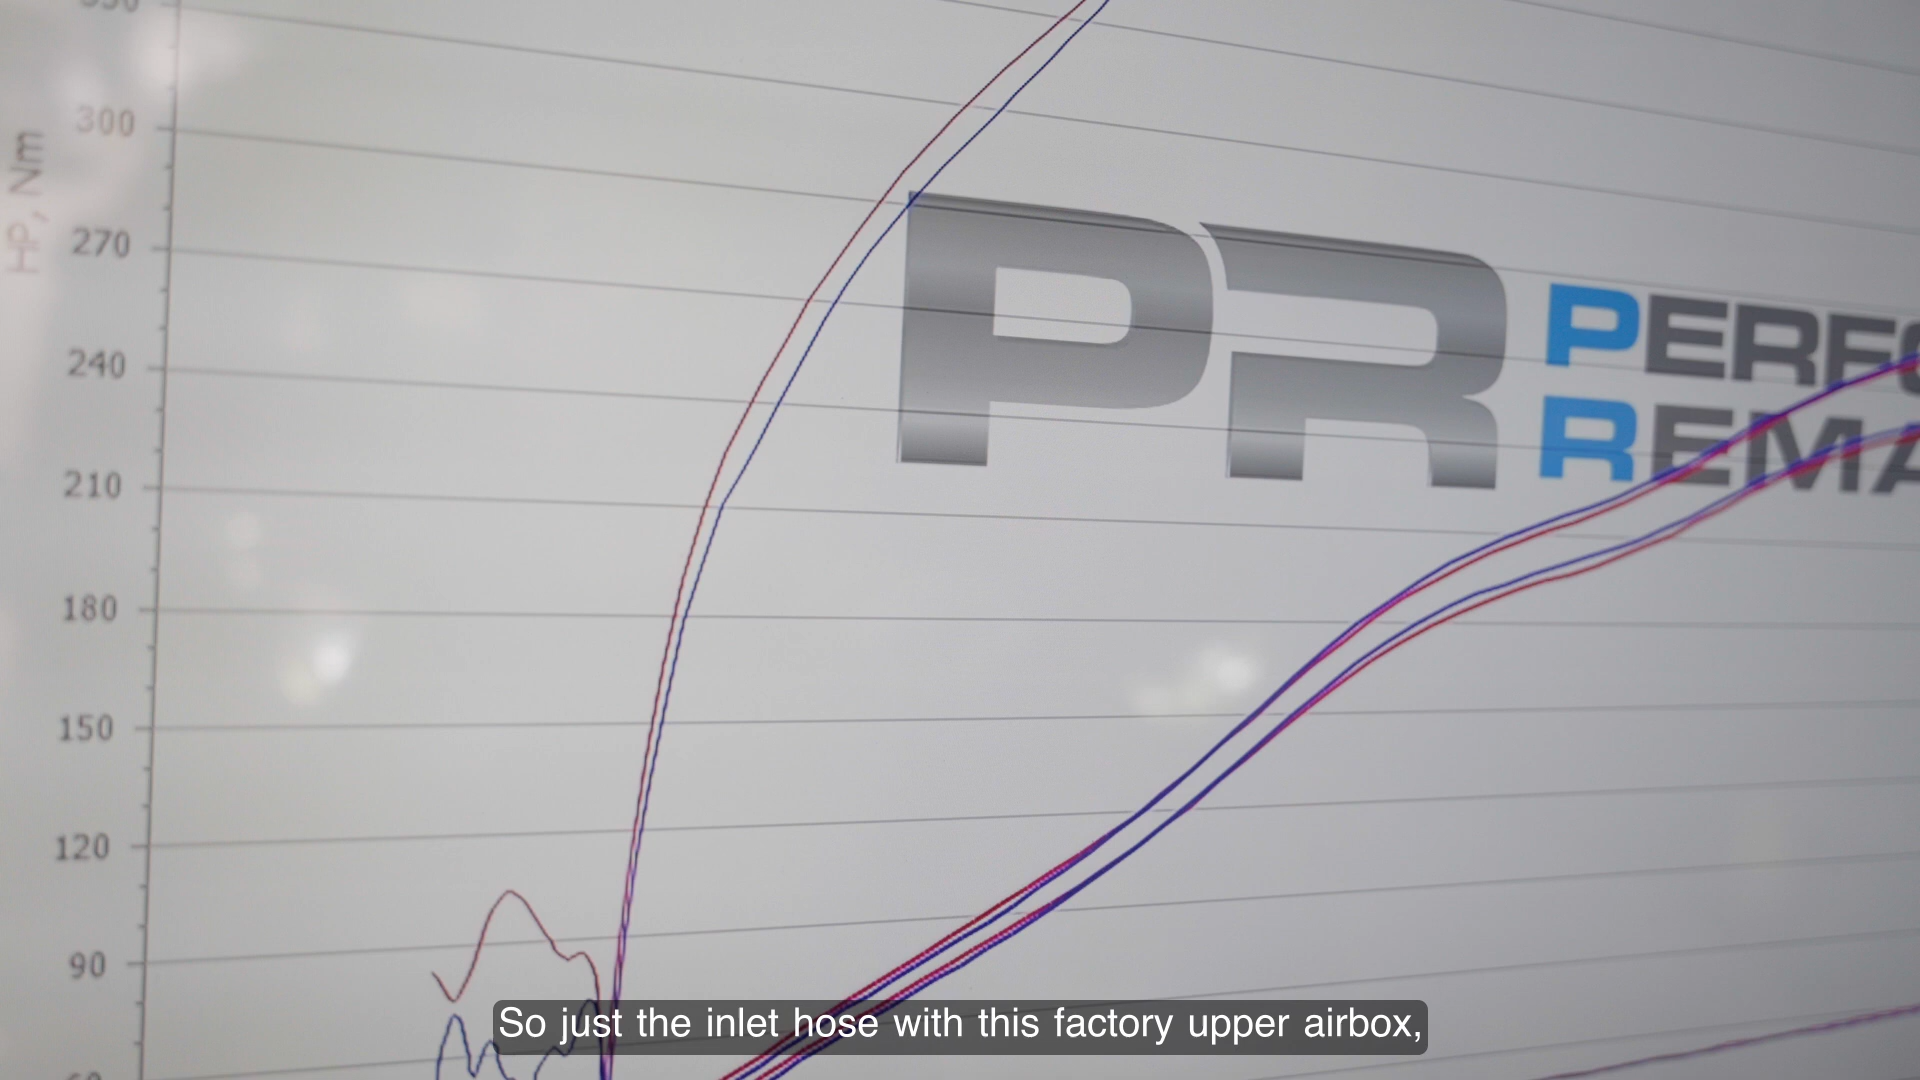 300
HP, Nm
270
240
210
180
150
120
90
PR
PERFO
REMA
So just the inlet hose with this factory upper airbox,